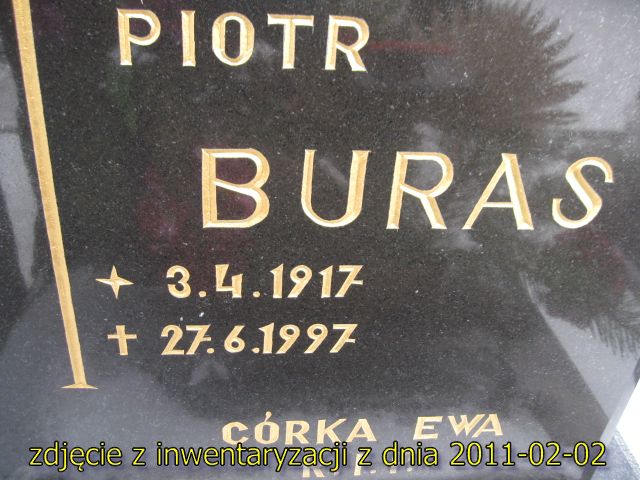 PIOTR
BURAS
3.4.1917
27.6.1997
CÓRKA EWA
zdjęcie z inwentaryzacji z dnia 2011-02-02